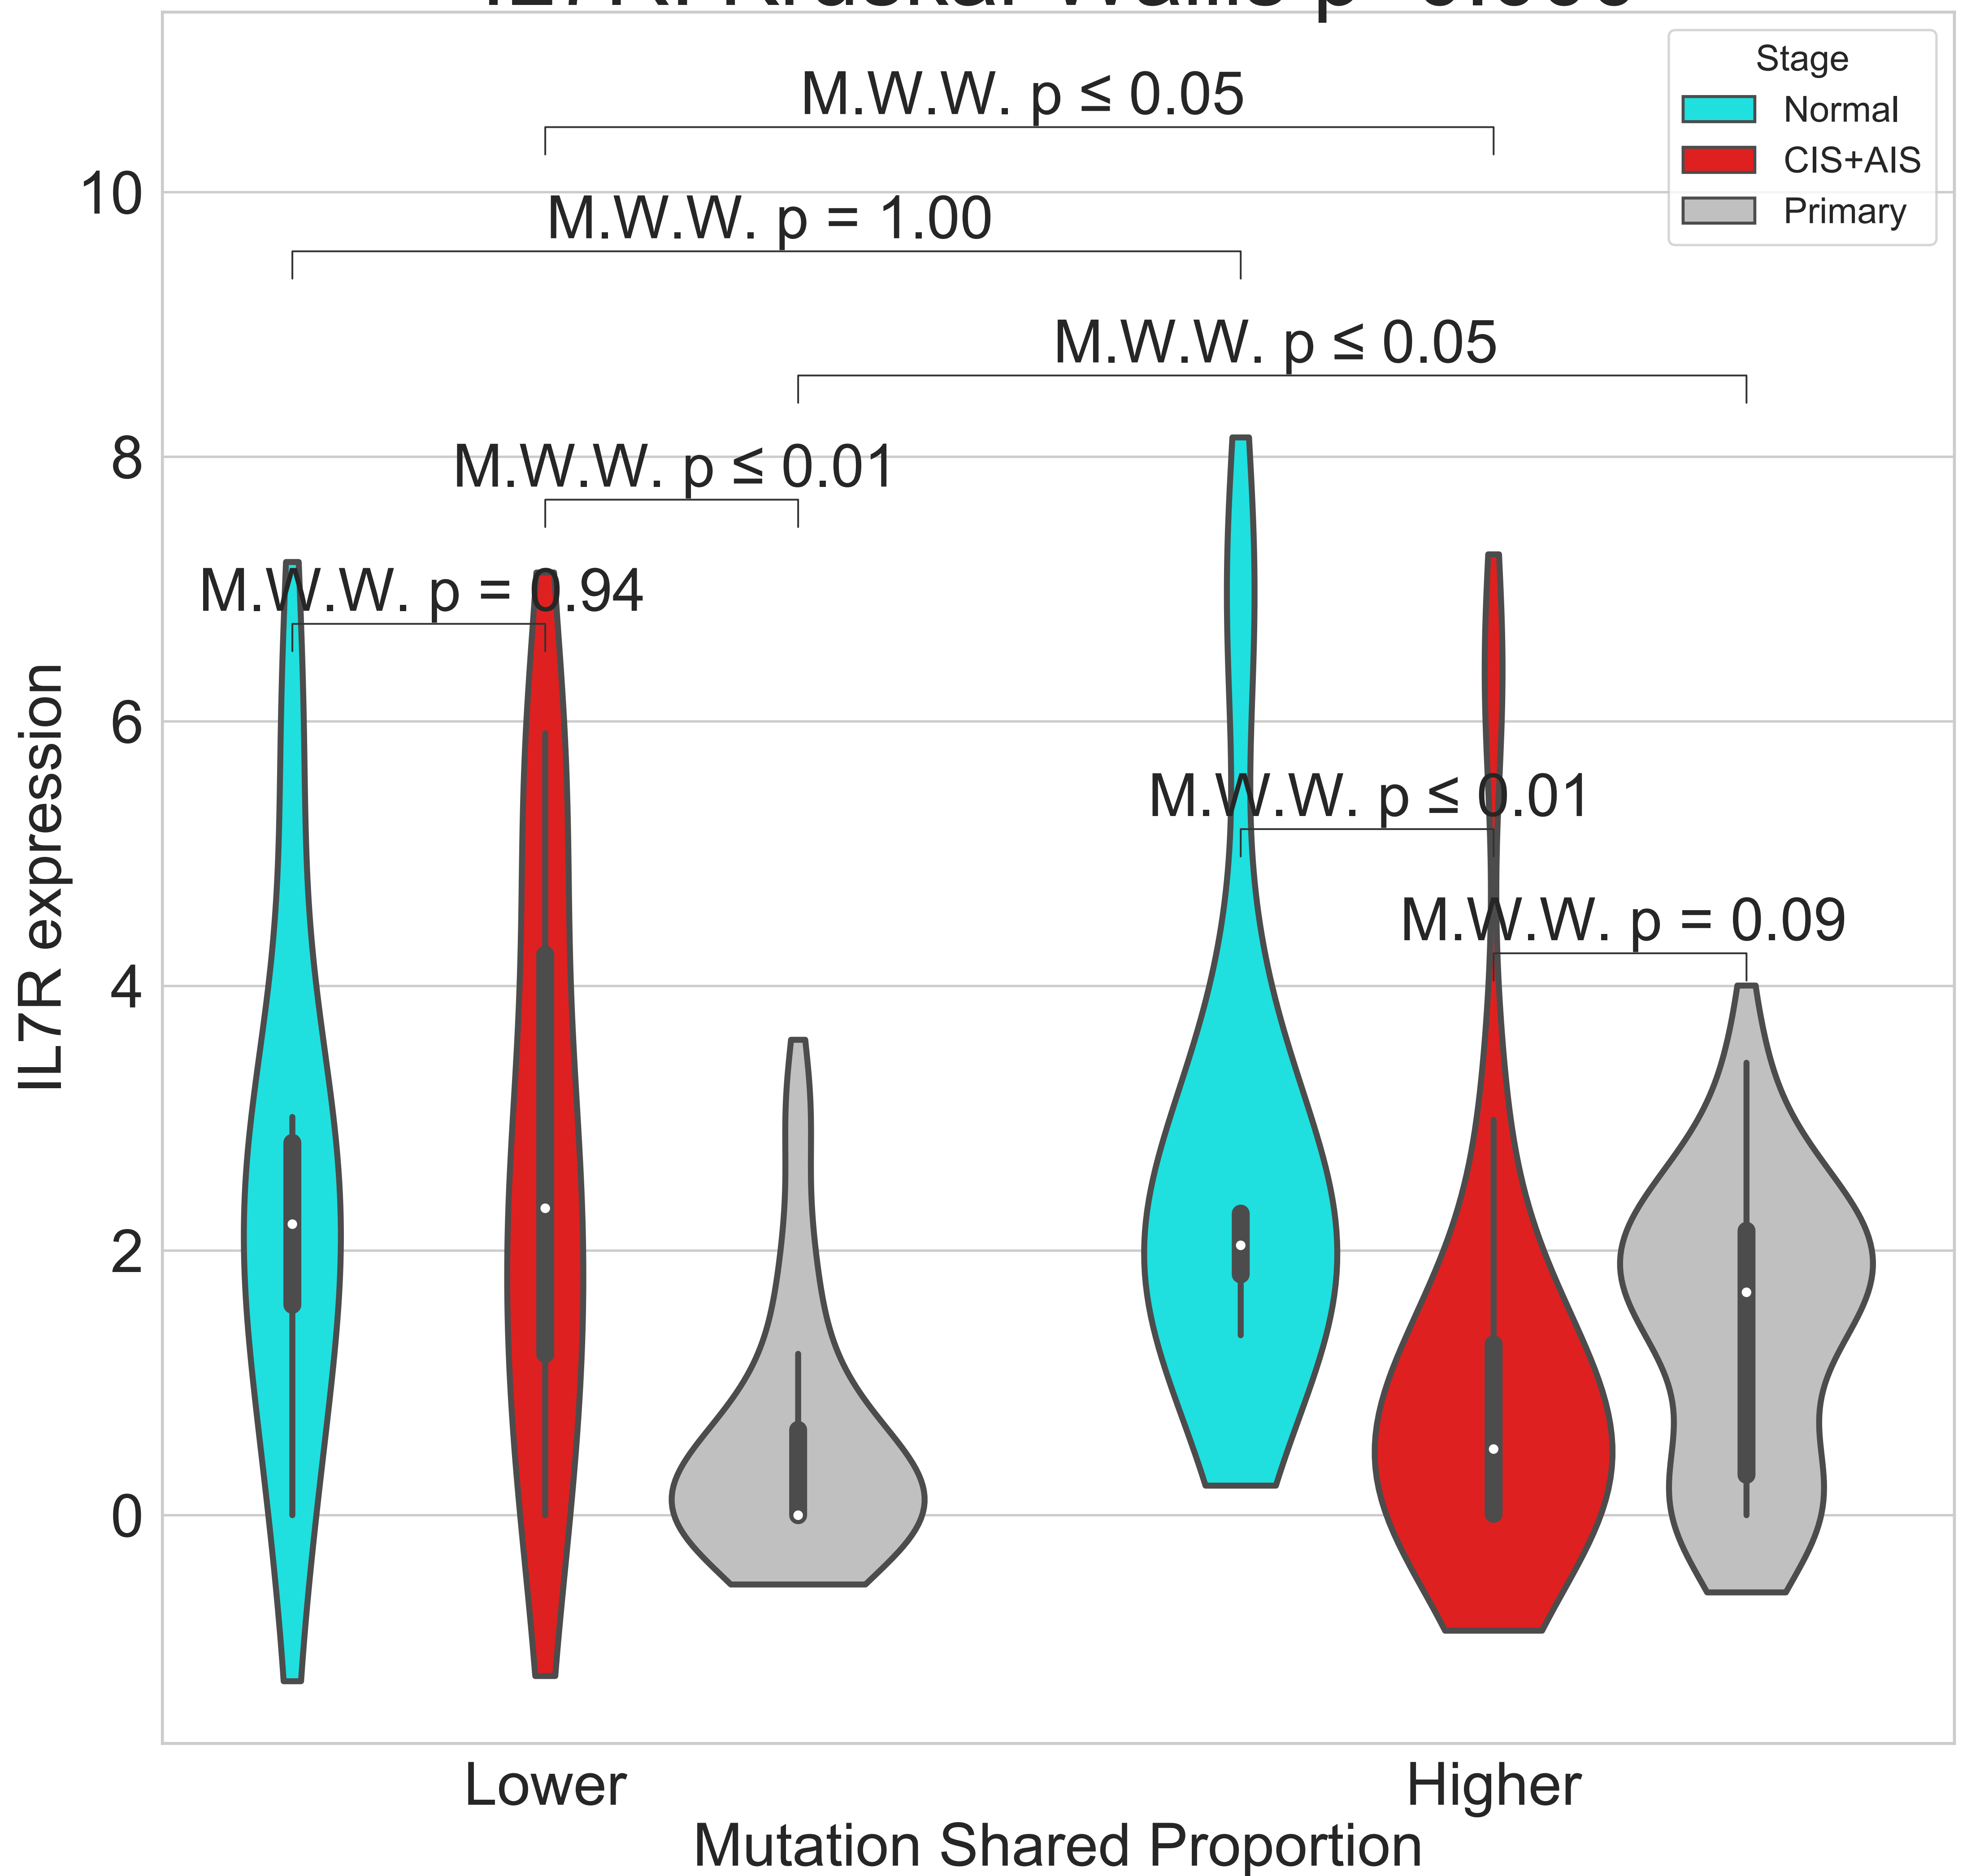 Stage
Normal
CIS+AIS
Primary
M.W.W. p ≤ 0.05
M.W.W. p = 1.00
M.W.W. p ≤ 0.05
M.W.W. p ≤ 0.01
M.W.W. p = 0.94
M.W.W. p ≤ 0.01
M.W.W. p = 0.09
10
8
6
4
2
0
IL7R expression
Lower
Higher
Mutation Shared Proportion